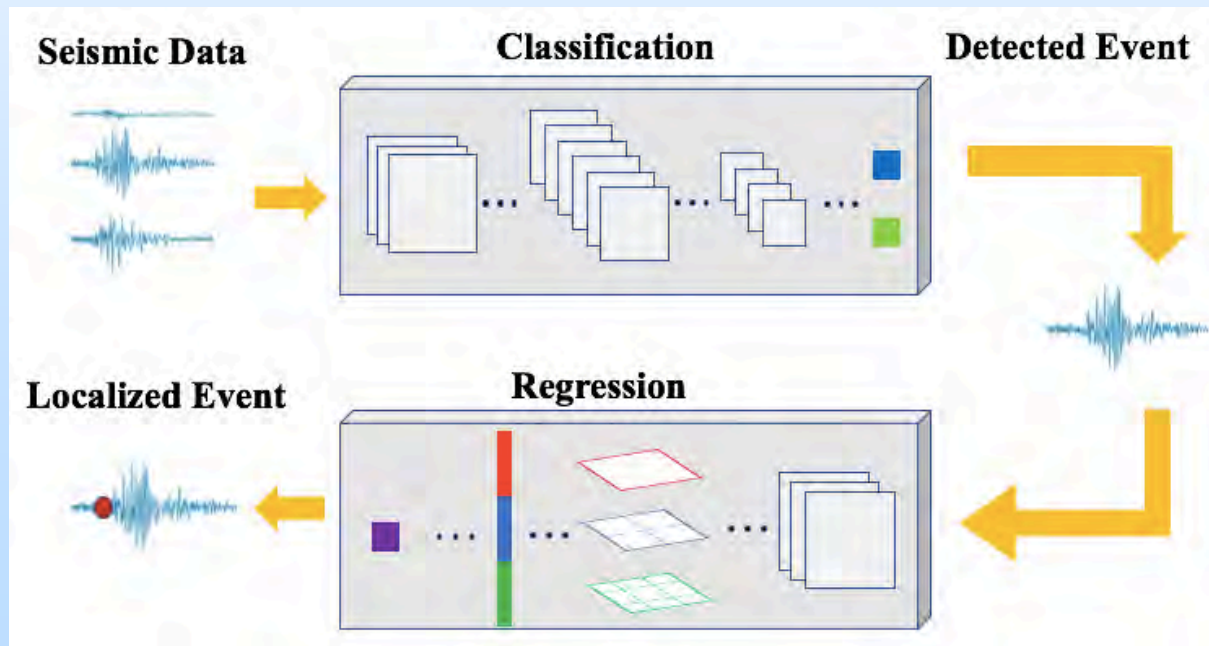 Seismic Data
Classification
Detected Event
Localized Event
Regression